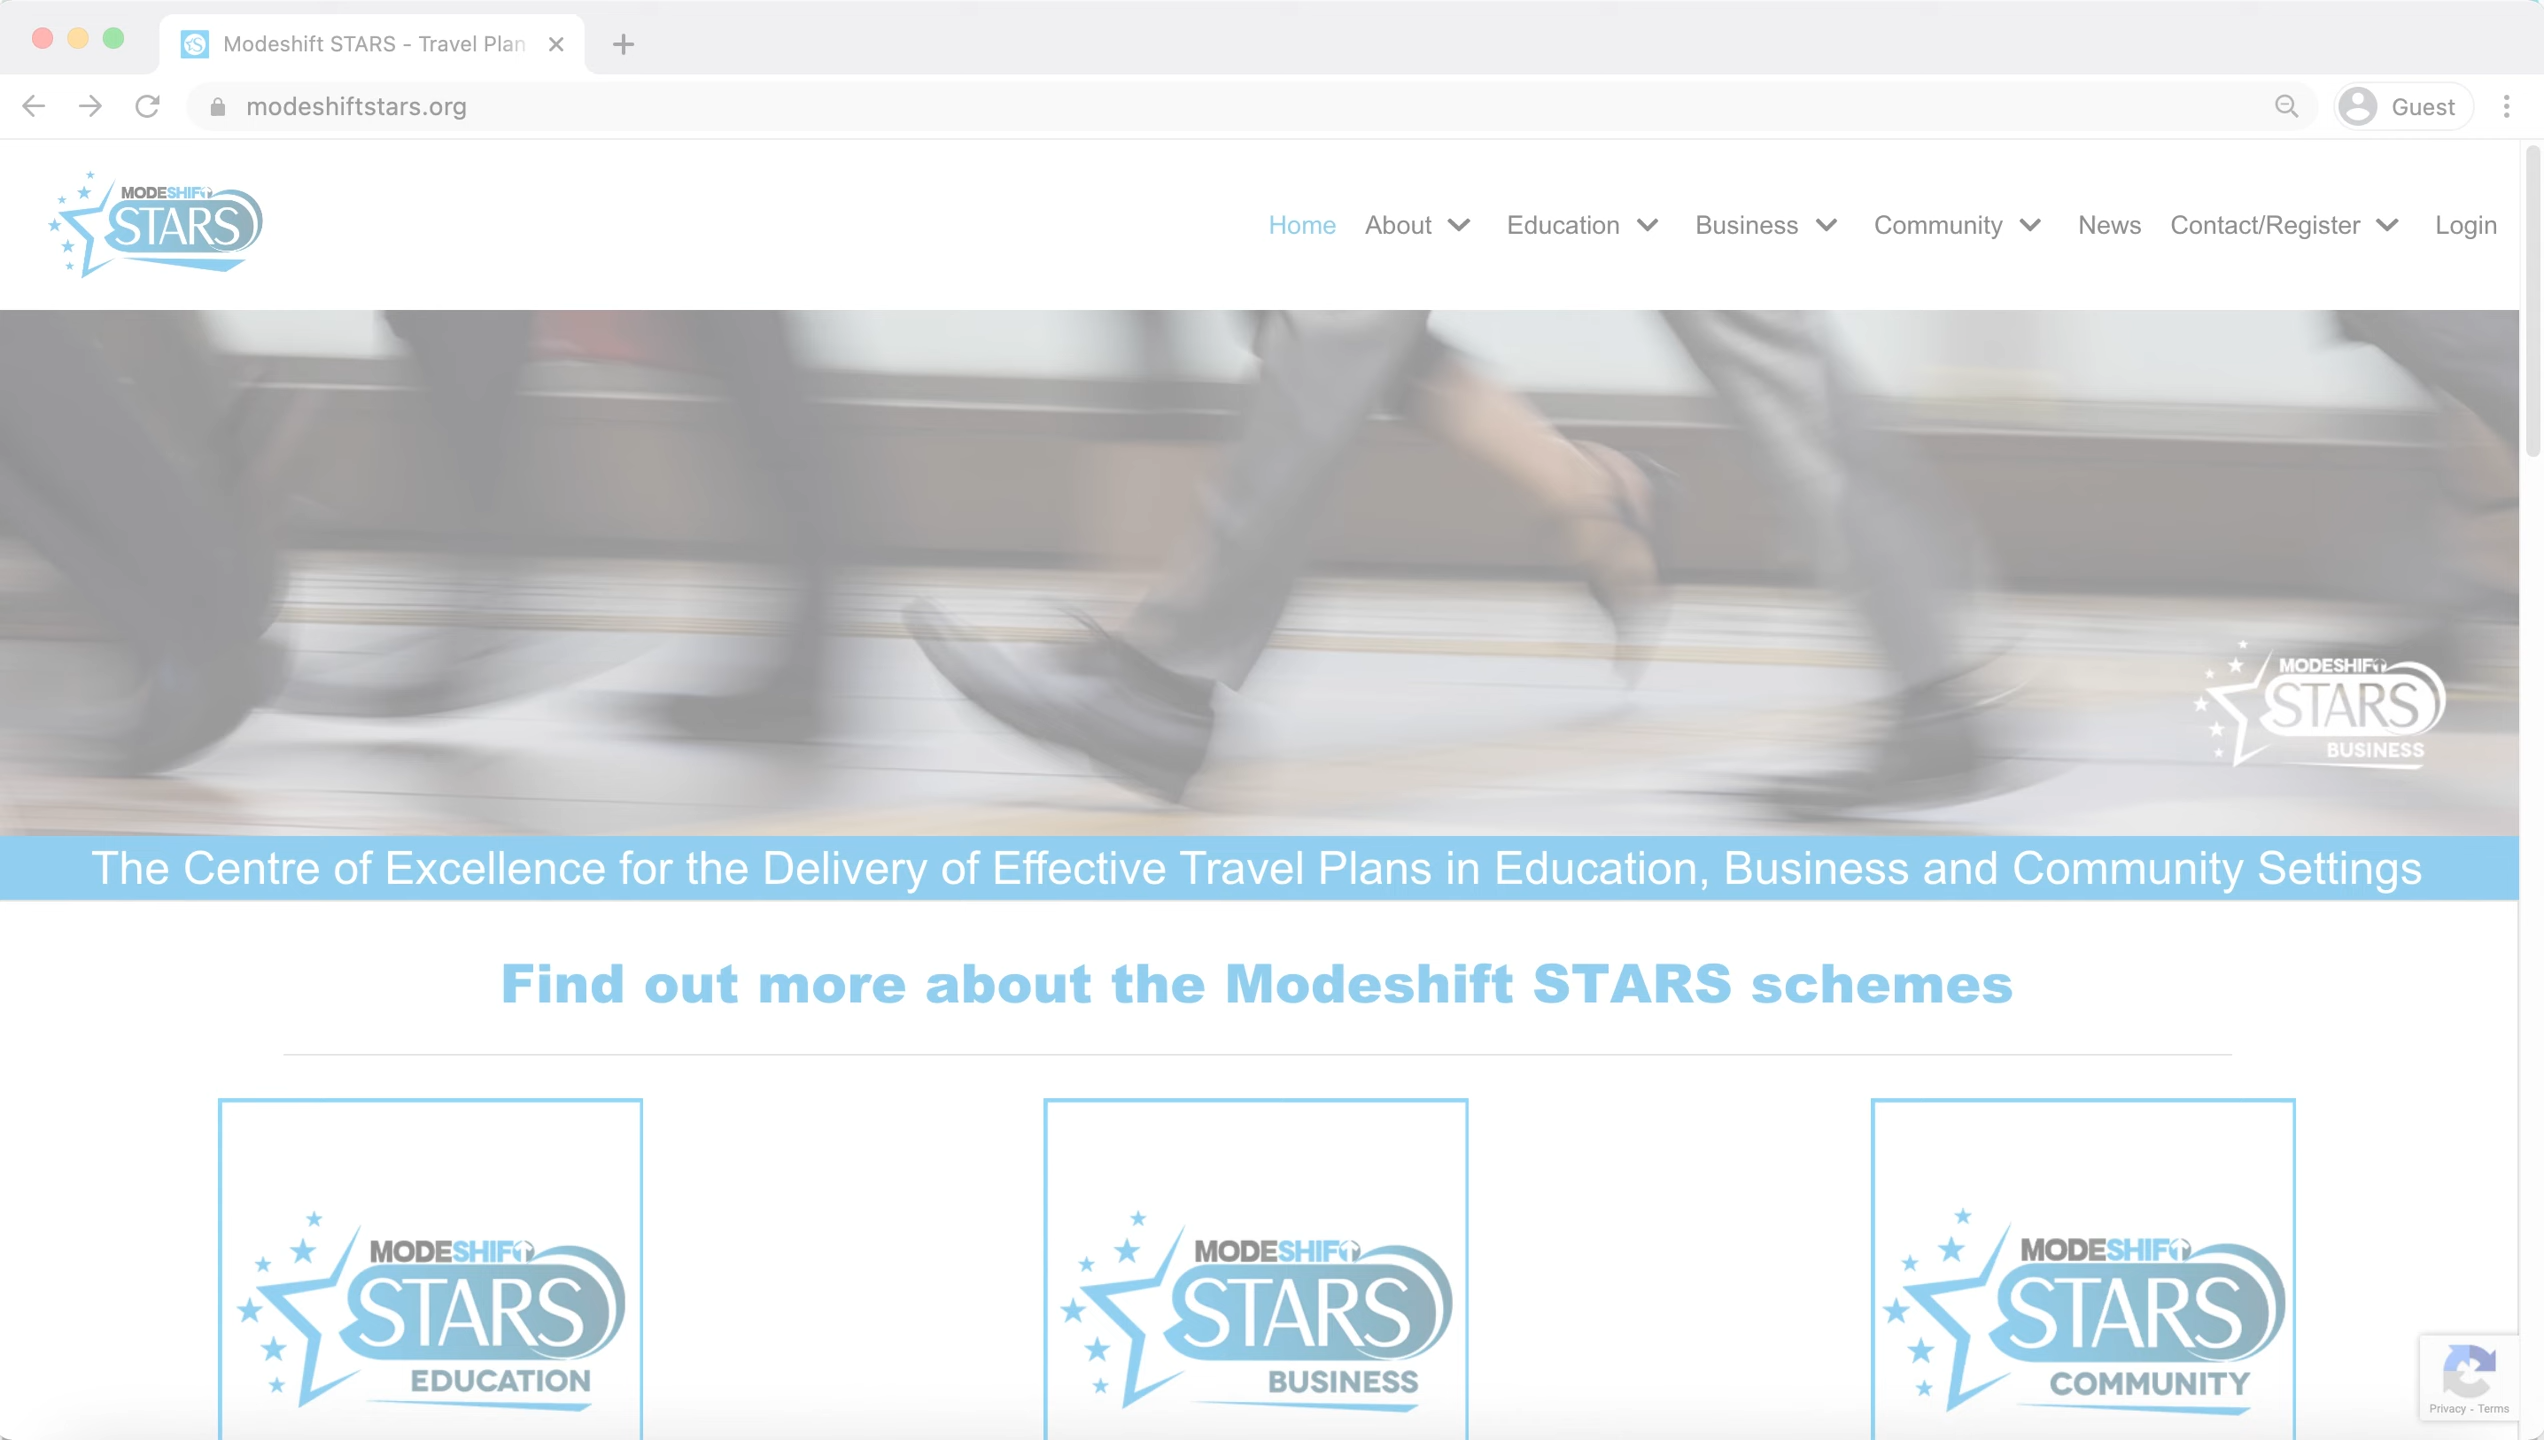 Modeshift STARS - Travel Plan
modeshiftstars.org
Guest
MODESHIFT
STARS
Home About Education Business Community News Contact/Register Login
MODESHIFT
STARS
BUSINESS
The Centre of Excellence for the Delivery of Effective Travel Plans in Education, Business and Community Settings
Find out more about the Modeshift STARS schemes
MODESHIFT
STARS
EDUCATION
MODESHIFT
STARS
BUSINESS
MODESHIFT
STARS
COMMUNITY
Privacy - Terms